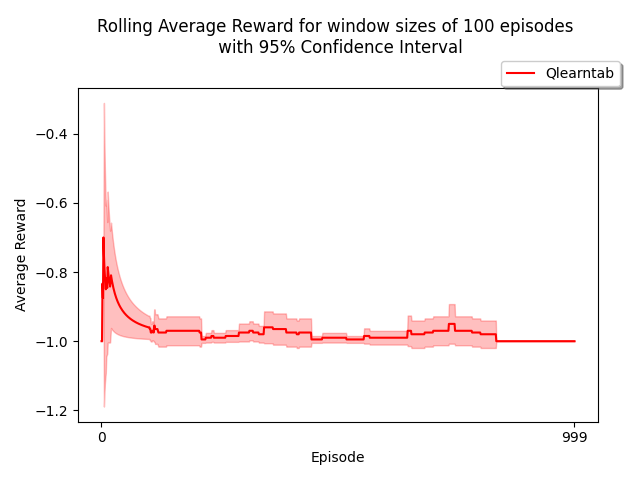 Rolling Average Reward for window sizes of 100 episodes
with 95% Confidence Interval
Qlearntab
−0.4
−0.6
−0.8
−1.0
−1.2
Average Reward
0
999
Episode